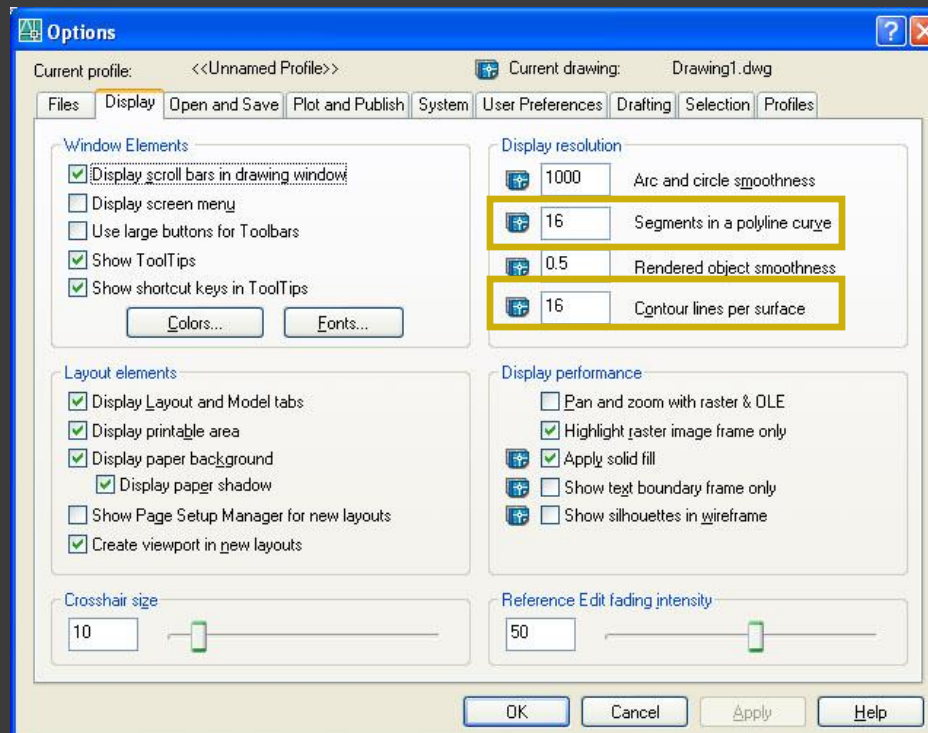 Options
Current profile: <<Unnamed Profile>> Current drawing: Drawing1.dwg
Files Display Open and Save Plot and Publish System User Preferences Drafting Selection Profiles
Window Elements
Display scroll bars in drawing window
Display screen menu
Use large buttons for Toolbars
Show ToolTips
Show shortcut keys in ToolTips
Colors... Fonts...
Display resolution
1000 Arc and circle smoothness
16 Segments in a polyline curve
0.5 Rendered object smoothness
16 Contour lines per surface
Layout elements
Display Layout and Model tabs
Display printable area
Display paper background
Display paper shadow
Show Page Setup Manager for new layouts
Create viewport in new layouts
Display performance
Pan and zoom with raster & OLE
Highlight raster image frame only
Apply solid fill
Show text boundary frame only
Show silhouettes in wireframe
Crosshair size
10
Reference Edit fading intensity
50
OK Cancel Apply Help